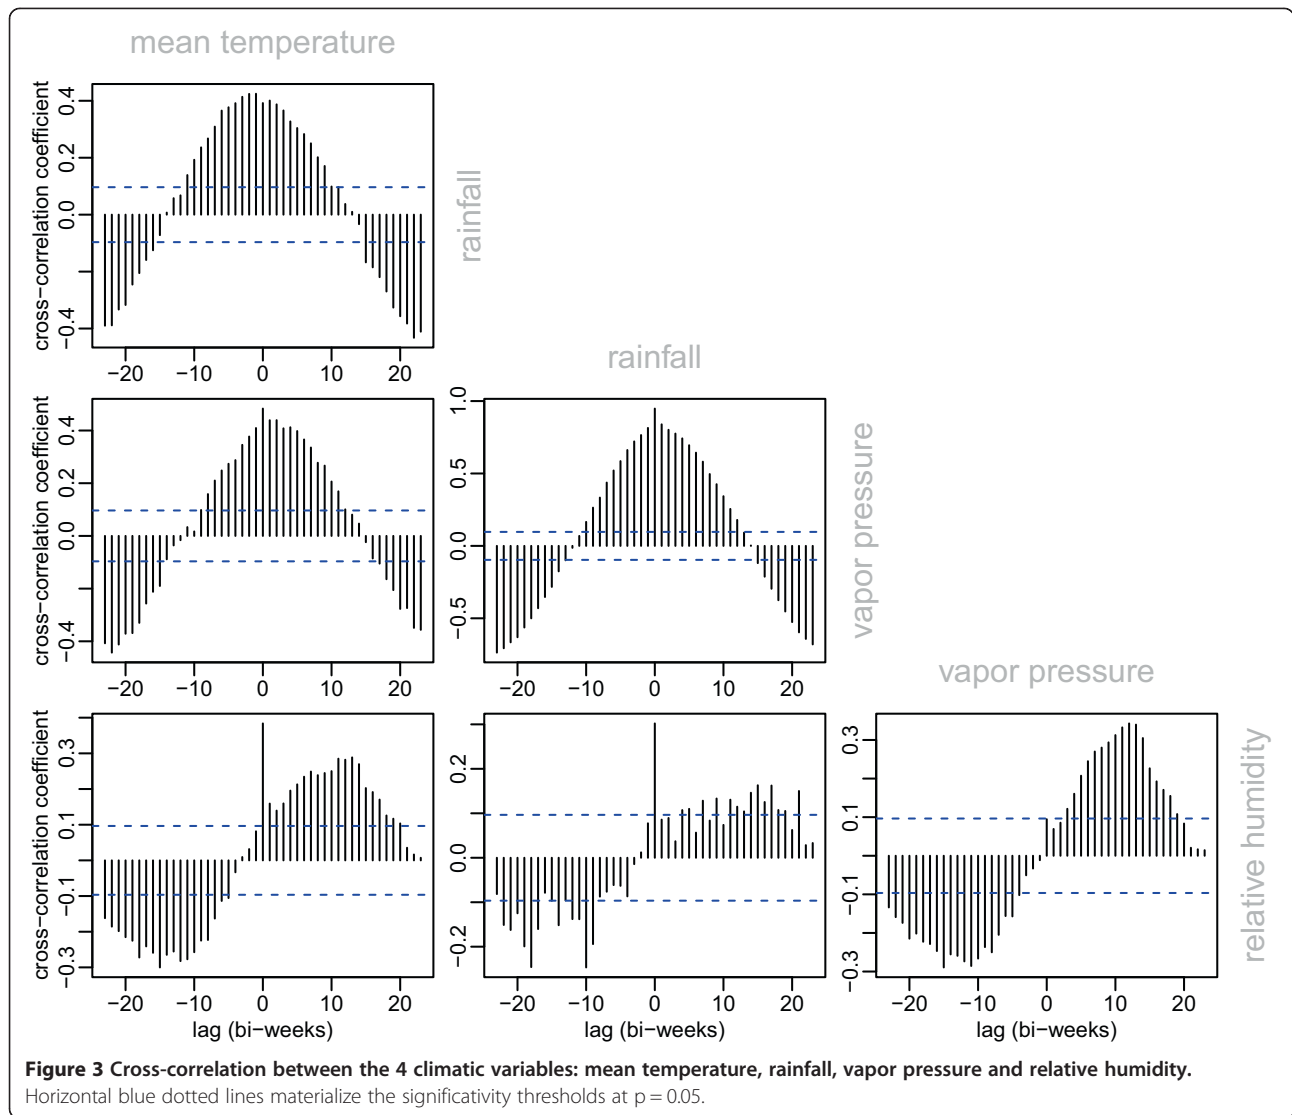 mean temperature
cross−correlation coefficient
0.4
0.2
0.0
−0.4
−20 −10 0 10 20
rainfall
rainfall
cross−correlation coefficient
0.4
0.2
0.0
−0.4
−20 −10 0 10 20
1.0
0.5
0.0
−0.5
−20 −10 0 10 20
vapor pressure
vapor pressure
cross−correlation coefficient
0.3
0.1
−0.1
−0.3
−20 −10 0 10 20
lag (bi−weeks)
0.2
0.0
−0.2
−20 −10 0 10 20
lag (bi−weeks)
0.3
0.1
−0.1
−0.3
−20 −10 0 10 20
lag (bi−weeks)
relative humidity
Figure 3 Cross-correlation between the 4 climatic variables: mean temperature, rainfall, vapor pressure and relative humidity.
Horizontal blue dotted lines materialize the significativity thresholds at p = 0.05.